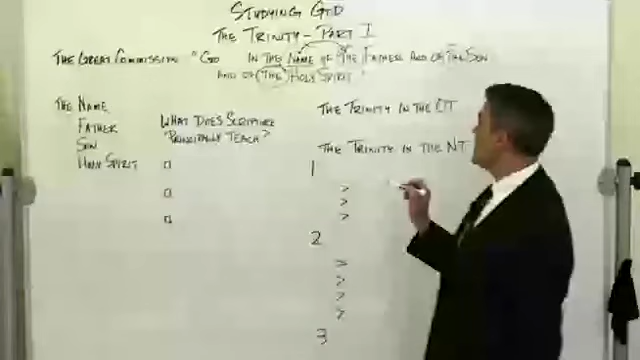 STUDYING GOD
THE TRINITY - PART I
THE GREAT COMMISSION "GO IN THE NAME OF THE FATHER AND OF THE SON
AND OF (THE) HOLY SPIRIT"
THE NAME
FATHER
SON
HOLY SPIRIT
WHAT DOES SCRIPTURE
"PRINCIPALLY TEACH"?
THE TRINITY IN THE OT
THE TRINITY IN THE NT
1
>
>
>
2
>
>
>
>
3